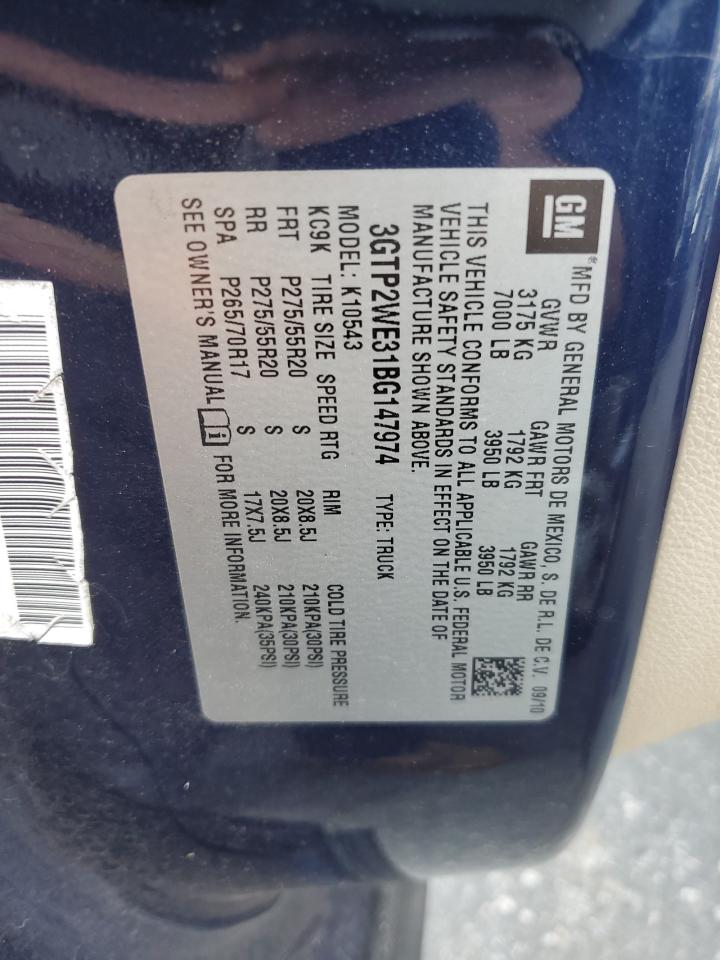 GM ® MFD BY GENERAL MOTORS DE MEXICO, S. DE R.L. DE C.V. 09/10
GVWR GAWR FRT GAWR RR
3175 KG 1792 KG 1792 KG
7000 LB 3950 LB 3950 LB
THIS VEHICLE CONFORMS TO ALL APPLICABLE U.S. FEDERAL MOTOR
VEHICLE SAFETY STANDARDS IN EFFECT ON THE DATE OF
MANUFACTURE SHOWN ABOVE.
3GTP2WE31BG147974 TYPE: TRUCK
MODEL: K10543
KC9K TIRE SIZE SPEED RTG RIM COLD TIRE PRESSURE
FRT P275/55R20 S 20X8.5J 210KPA(30PSI)
RR P275/55R20 S 20X8.5J 210KPA(30PSI)
SPA P265/70R17 S 17X7.5J 240KPA(35PSI)
SEE OWNER'S MANUAL i FOR MORE INFORMATION.